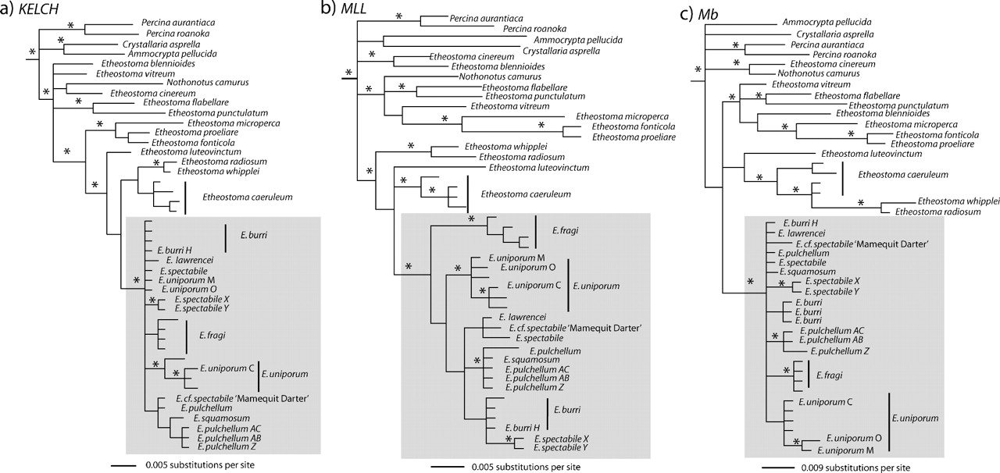 a) KELCH
*
Percina aurantiaca
Percina roanoka
*
Crystallaria asprella
*
Ammocrypta pellucida
Etheostoma blennioides
Etheostoma vitreum
Nothonotus camurus
*
Etheostoma cinereum
*
Etheostoma flabellare
Etheostoma punctulatum
*
Etheostoma microperca
Etheostoma proeliare
Etheostoma fonticola
*
Etheostoma luteovinctum
*
Etheostoma radiosum
Etheostoma whipplei
*
Etheostoma caeruleum
E. burri
E. burri H
E. lawrencei
E. spectabile
*
E. uniporum M
E. uniporum O
*
E. spectabile X
E. spectabile Y
E. fragi
*
E. uniporum C
*
E. uniporum
E. cf. spectabile 'Mamequit Darter'
E. pulchellum
E. squamosum
E. pulchellum AC
E. pulchellum AB
E. pulchellum Z
0.005 substitutions per site
b) MLL
*
Percina aurantiaca
Percina roanoka
Ammocrypta pellucida
Crystallaria asprella
*
Etheostoma cinereum
Etheostoma blennioides
*
Nothonotus camurus
*
*
Etheostoma flabellare
Etheostoma punctulatum
Etheostoma vitreum
*
Etheostoma microperca
*
Etheostoma fonticola
Etheostoma proeliare
*
Etheostoma whipplei
Etheostoma radiosum
*
Etheostoma luteovinctum
*
*
Etheostoma caeruleum
*
E. fragi
*
*
E. uniporum M
E. uniporum O
*
E. uniporum C
E. uniporum
E. lawrencei
E. cf. spectabile 'Mamequit Darter'
E. spectabile
E. pulchellum
*
E. squamosum
E. pulchellum AC
E. pulchellum AB
E. pulchellum Z
E. burri
E. burri H
*
E. spectabile X
E. spectabile Y
0.005 substitutions per site
c) Mb
Ammocrypta pellucida
Crystallaria asprella
*
Percina aurantiaca
Percina roanoka
*
*
Etheostoma cinereum
Nothonotus camurus
Etheostoma vitreum
*
*
Etheostoma flabellare
Etheostoma punctulatum
Etheostoma blennioides
*
Etheostoma microperca
*
Etheostoma fonticola
Etheostoma proeliare
Etheostoma luteovinctum
*
Etheostoma caeruleum
*
*
Etheostoma whipplei
Etheostoma radiosum
E. burri H
E. lawrencei
E. cf. spectabile 'Mamequit Darter'
E. pulchellum
E. spectabile
E. squamosum
*
*
E. spectabile X
E. spectabile Y
E. burri
E. burri
E. burri
*
E. pulchellum AC
E. pulchellum AB
E. pulchellum Z
*
E. fragi
E. uniporum C
E. uniporum
*
E. uniporum O
E. uniporum M
0.009 substitutions per site